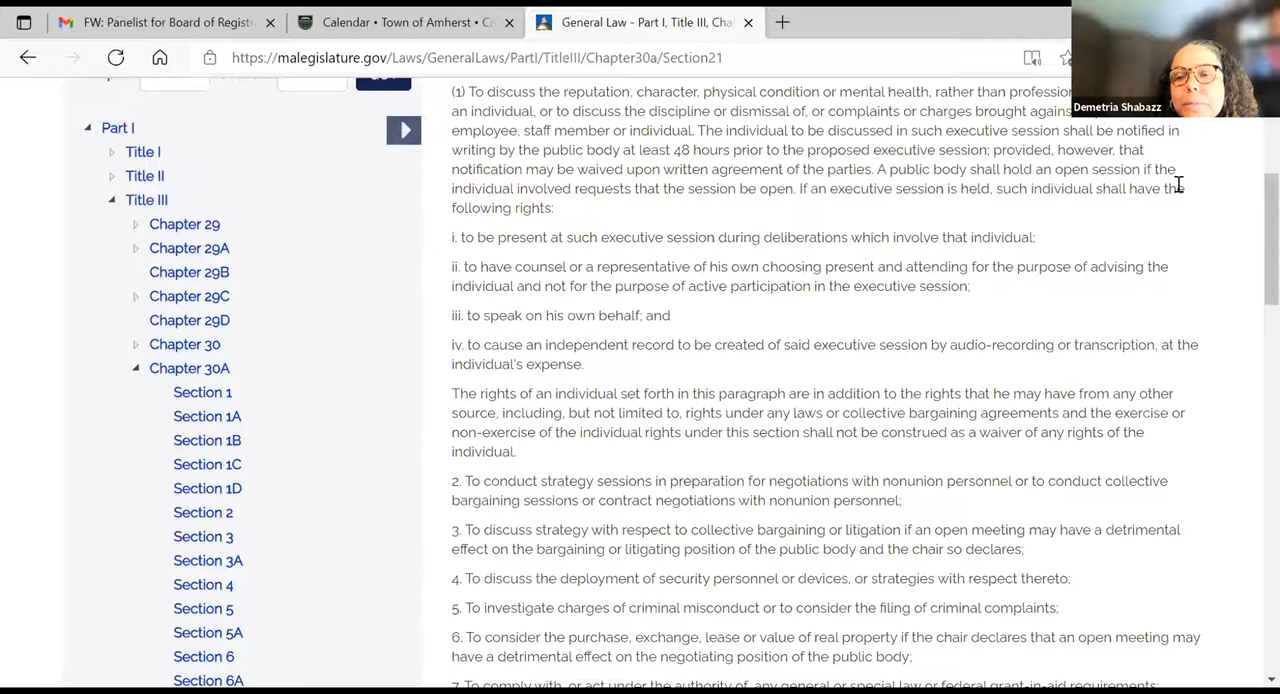 FW: Panelist for Board of Registr
Calendar • Town of Amherst • Cr
General Law - Part I, Title III, Cha
https://malegislature.gov/Laws/GeneralLaws/PartI/TitleIII/Chapter30a/Section21
Demetria Shabazz
Part I
Title I
Title II
Title III
Chapter 29
Chapter 29A
Chapter 29B
Chapter 29C
Chapter 29D
Chapter 30
Chapter 30A
Section 1
Section 1A
Section 1B
Section 1C
Section 1D
Section 2
Section 3
Section 3A
Section 4
Section 5
Section 5A
Section 6
Section 6A
(1) To discuss the reputation, character, physical condition or mental health, rather than
an individual, or to discuss the discipline or dismissal of, or complaints or charges brought
employee, staff member or individual. The individual to be discussed in such executive session shall be notified in
writing by the public body at least 48 hours prior to the proposed executive session; provided, however, that
notification may be waived upon written agreement of the parties. A public body shall hold an open session if the
individual involved requests that the session be open. If an executive session is held, such individual shall have the
following rights:
i. to be present at such executive session during deliberations which involve that individual;
ii. to have counsel or a representative of his own choosing present and attending for the purpose of advising the
individual and not for the purpose of active participation in the executive session;
iii. to speak on his own behalf; and
iv. to cause an independent record to be created of said executive session by audio-recording or transcription, at the
individual's expense.
The rights of an individual set forth in this paragraph are in addition to the rights that he may have from any other
source, including, but not limited to, rights under any laws or collective bargaining agreements and the exercise or
non-exercise of the individual rights under this section shall not be construed as a waiver of any rights of the
individual.
2. To conduct strategy sessions in preparation for negotiations with nonunion personnel or to conduct collective
bargaining sessions or contract negotiations with nonunion personnel;
3. To discuss strategy with respect to collective bargaining or litigation if an open meeting may have a detrimental
effect on the bargaining or litigating position of the public body and the chair so declares;
4. To discuss the deployment of security personnel or devices, or strategies with respect thereto;
5. To investigate charges of criminal misconduct or to consider the filing of criminal complaints;
6. To consider the purchase, exchange, lease or value of real property if the chair declares that an open meeting may
have a detrimental effect on the negotiating position of the public body;
7. To comply with, or act under the authority of, any general or special law or federal grant-in-aid requirements;